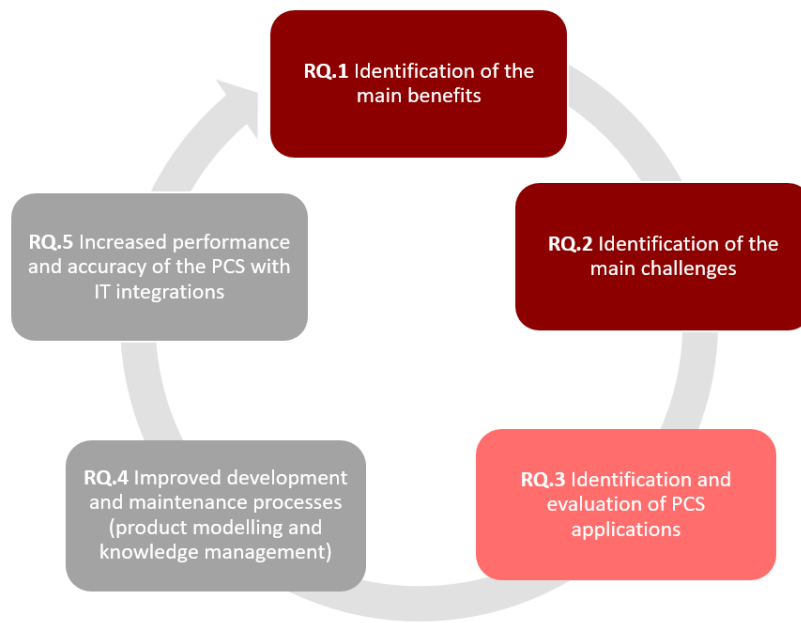 RQ.1 Identification of the
main benefits
RQ.2 Identification of the
main challenges
RQ.3 Identification and
evaluation of PCS
applications
RQ.4 Improved development
and maintenance processes
(product modelling and
knowledge management)
RQ.5 Increased performance
and accuracy of the PCS with
IT integrations